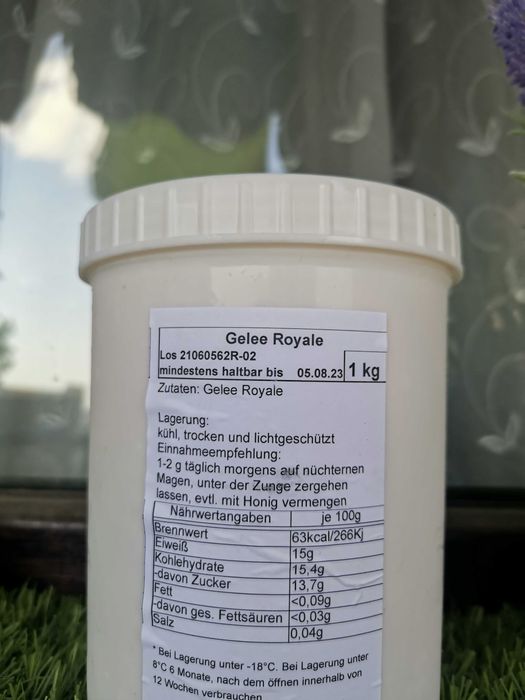 Gelee Royale
Los 21060562R-02
mindestens haltbar bis 05.08.23 1 kg
Zutaten: Gelee Royale
Lagerung:
kühl, trocken und lichtgeschützt
Einnahmeempfehlung:
1-2 g täglich morgens auf nüchternen
Magen, unter der Zunge zergehen
lassen, evtl. mit Honig vermengen
Nährwertangaben je 100g
Brennwert 63kcal/266Kj
Eiweiß 15g
Kohlehydrate 15,4g
-davon Zucker 13,7g
Fett <0,09g
-davon ges. Fettsäuren <0,03g
Salz 0,04g
* Bei Lagerung unter -18°C. Bei Lagerung unter
8°C 6 Monate, nach dem öffnen innerhalb von
12 Wochen verbrauchen